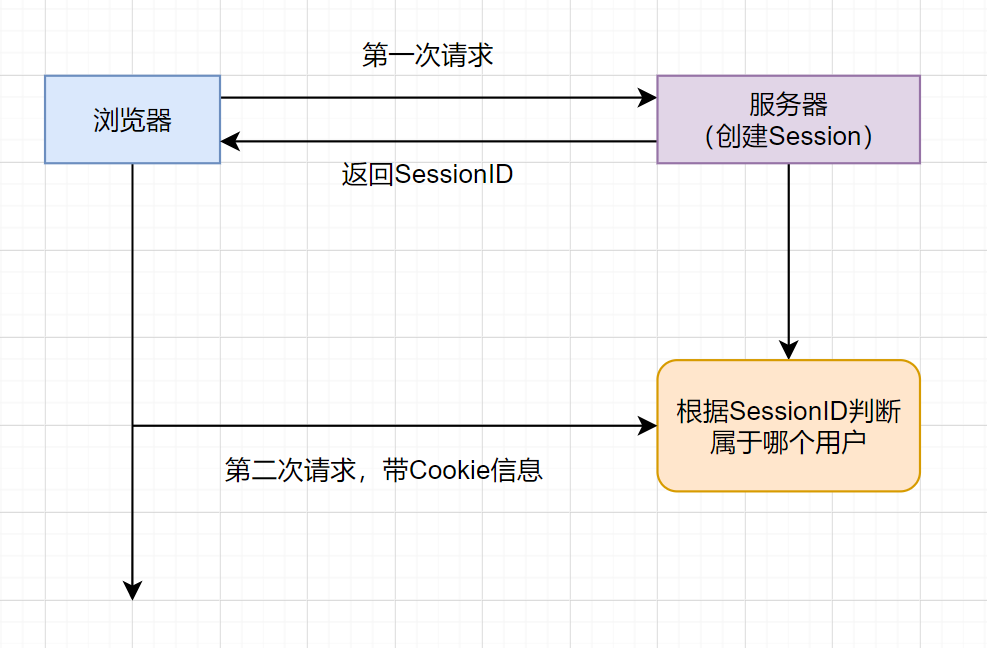 第一次请求
浏览器
服务器
（创建Session）
返回SessionID
根据SessionID判断
属于哪个用户
第二次请求，带Cookie信息